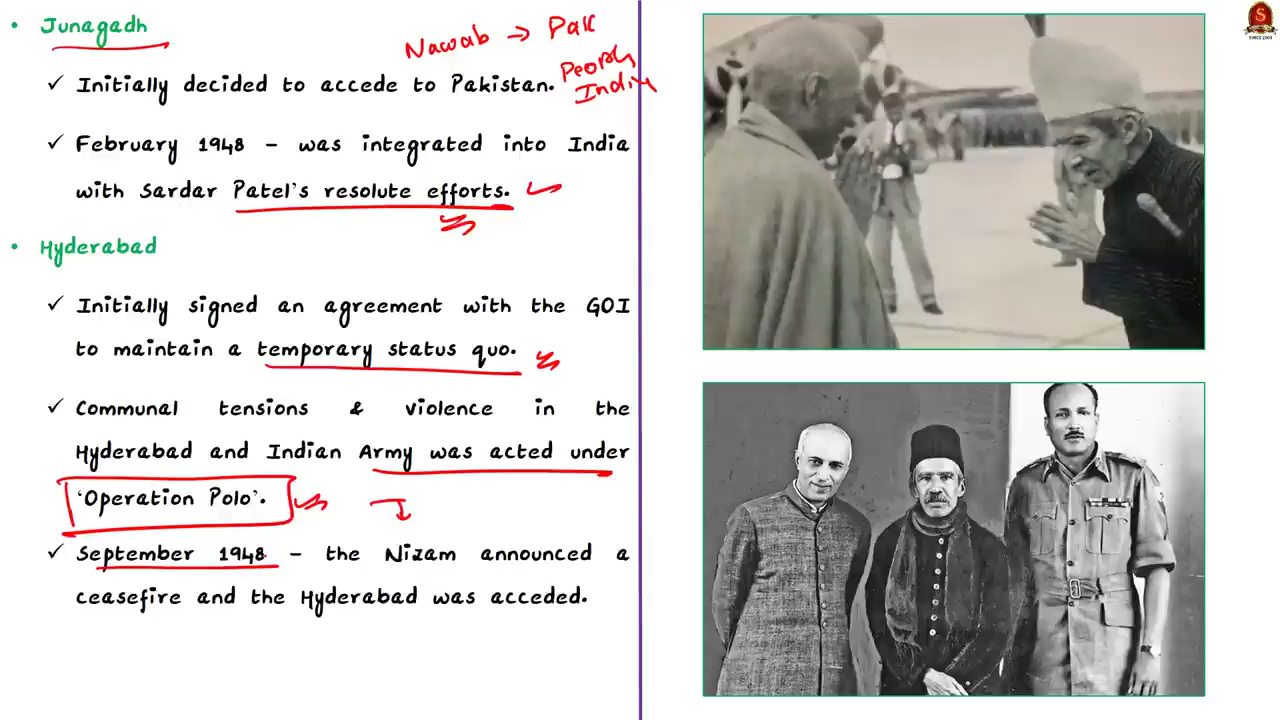 • Junagadh
Nawab → Pak
✓ Initially decided to accede to Pakistan.
People
India
✓ February 1948 - was integrated into India
with Sardar Patel's resolute efforts.
• Hyderabad
✓ Initially signed an agreement with the GOI
to maintain a temporary status quo.
✓ Communal tensions & violence in the
Hyderabad and Indian Army was acted under
'Operation Polo'.
✓ September 1948 - the Nizam announced a
ceasefire and the Hyderabad was acceded.
S
SINCE 2004